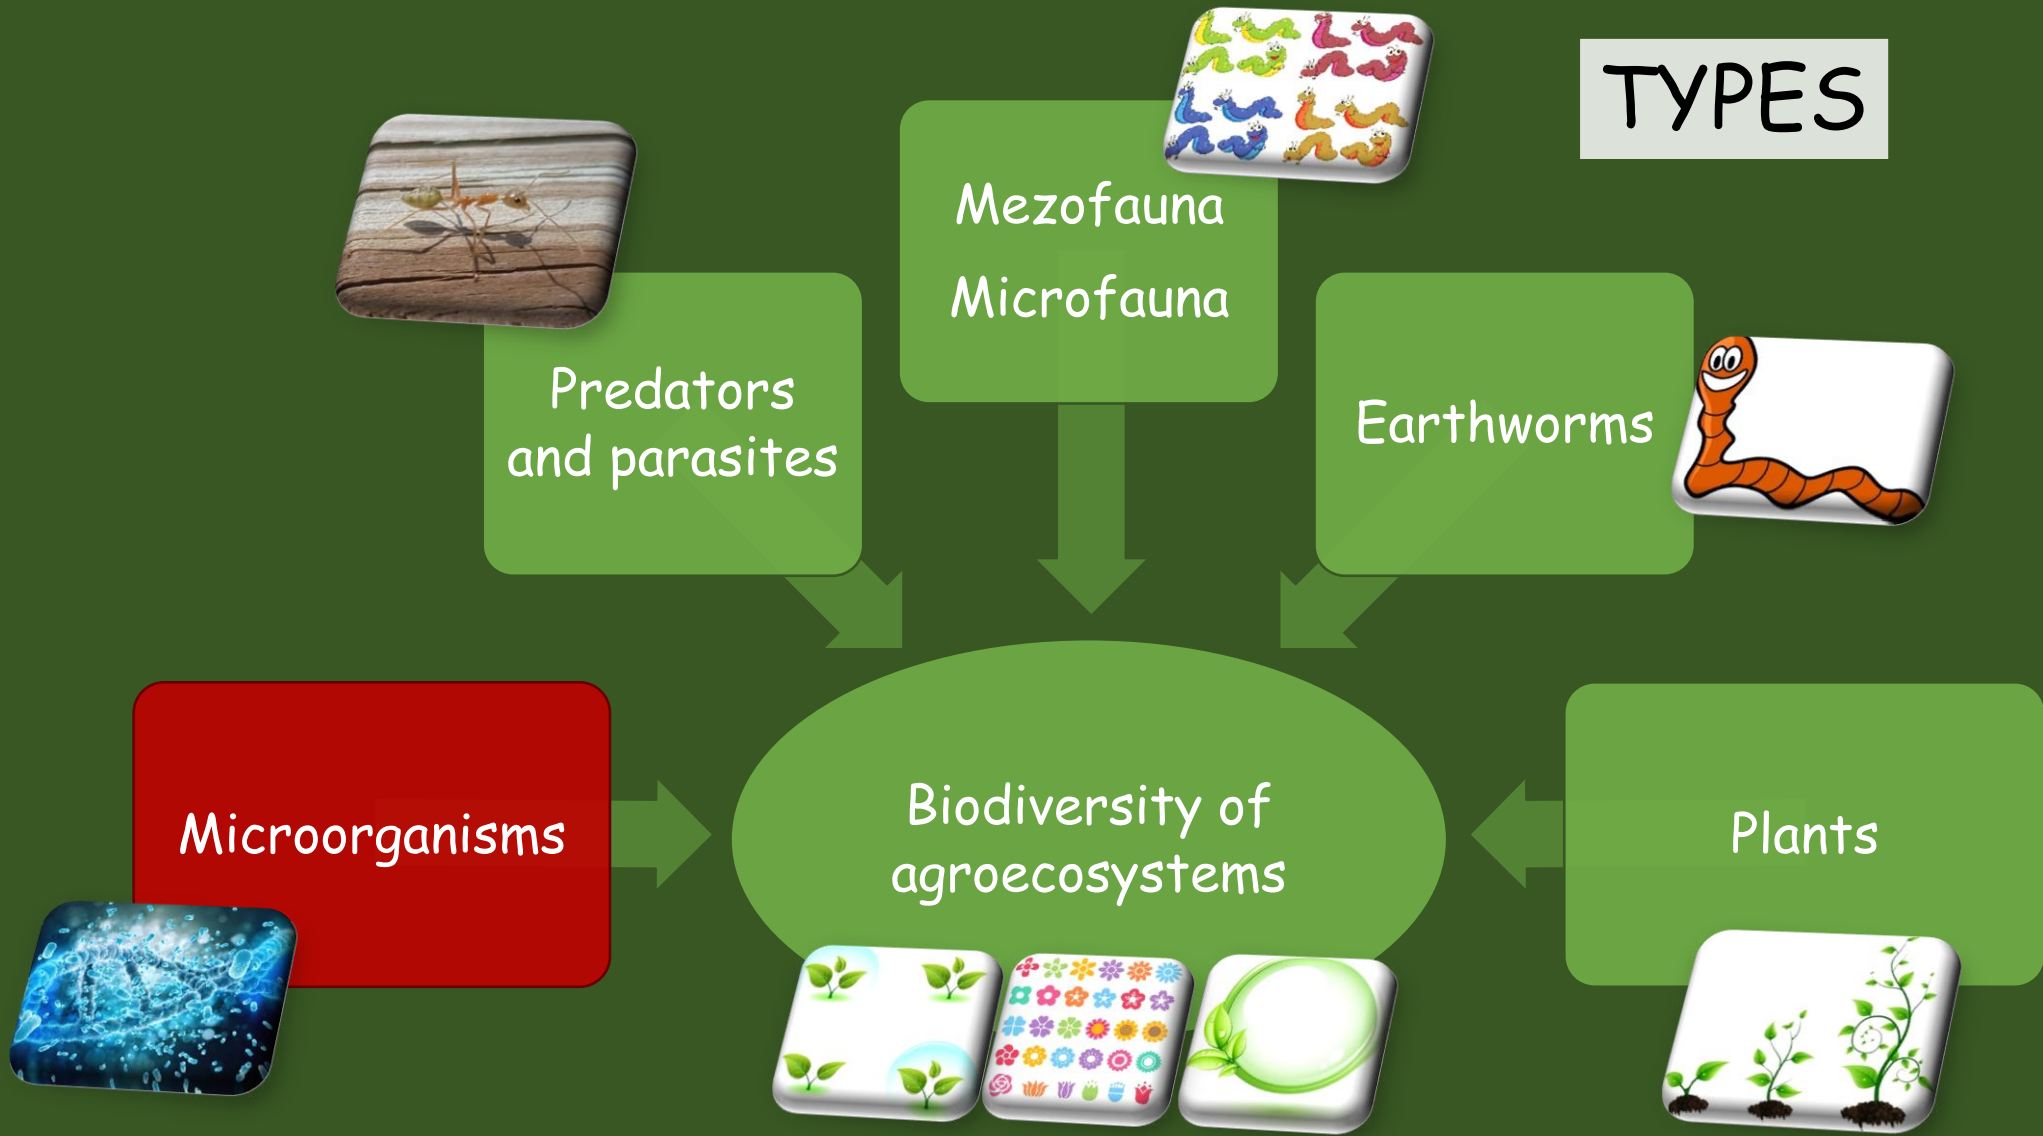 TYPES
Mezofauna
Microfauna
Predators
and parasites
Earthworms
Microorganisms
Biodiversity of
agroecosystems
Plants